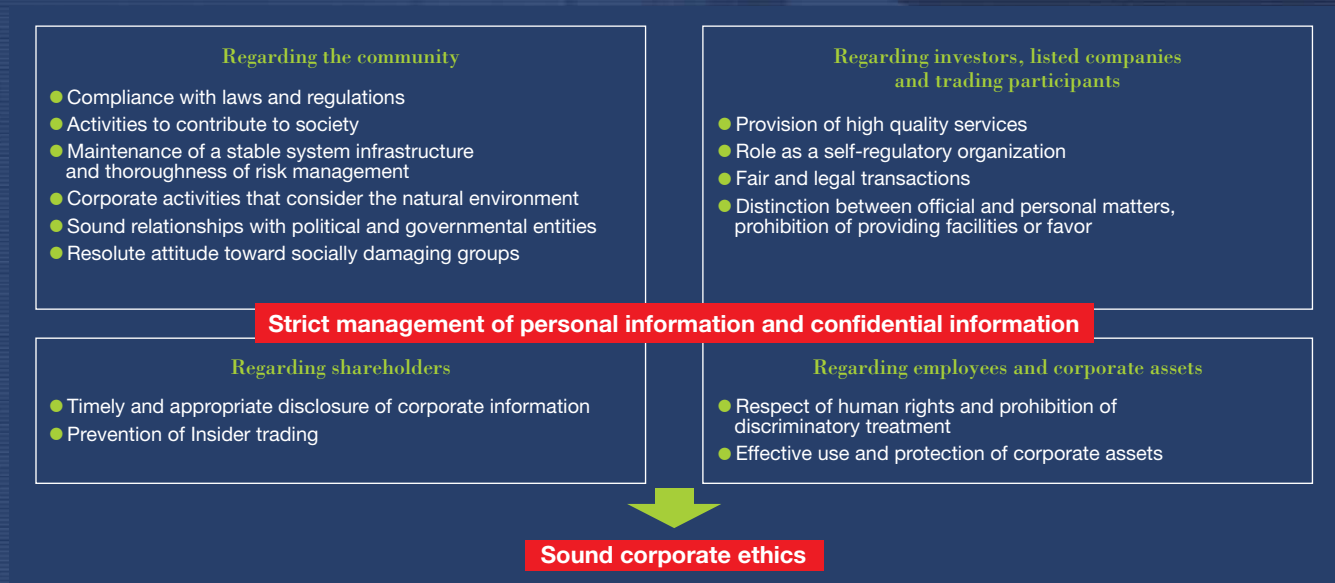 Regarding the community
● Compliance with laws and regulations
● Activities to contribute to society
● Maintenance of a stable system infrastructure
and thoroughness of risk management
● Corporate activities that consider the natural environment
● Sound relationships with political and governmental entities
● Resolute attitude toward socially damaging groups
Regarding investors, listed companies
and trading participants
● Provision of high quality services
● Role as a self-regulatory organization
● Fair and legal transactions
● Distinction between official and personal matters,
prohibition of providing facilities or favor
Strict management of personal information and confidential information
Regarding shareholders
● Timely and appropriate disclosure of corporate information
● Prevention of Insider trading
Regarding employees and corporate assets
● Respect of human rights and prohibition of
discriminatory treatment
● Effective use and protection of corporate assets
Sound corporate ethics